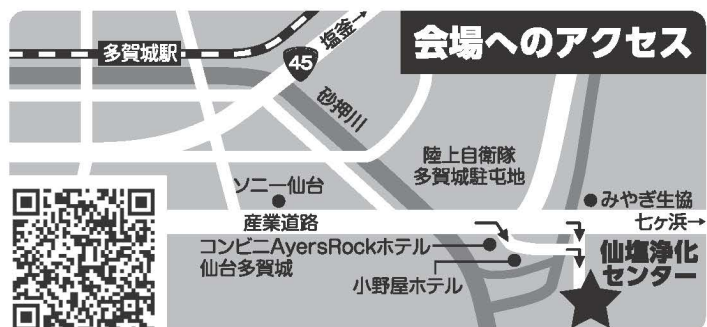 会場へのアクセス
多賀城駅
45
塩釜→
砂押川
陸上自衛隊
多賀城駐屯地
ソニー仙台
みやぎ生協
産業道路
七ヶ浜→
コンビニAyersRockホテル
仙台多賀城
小野屋ホテル
仙塩浄化
センター